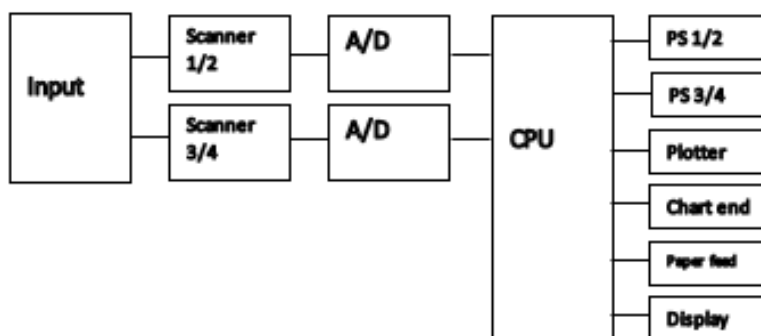 Input
Scanner
1/2
Scanner
3/4
A/D
A/D
CPU
PS 1/2
PS 3/4
Plotter
Chart end
Paper feed
Display